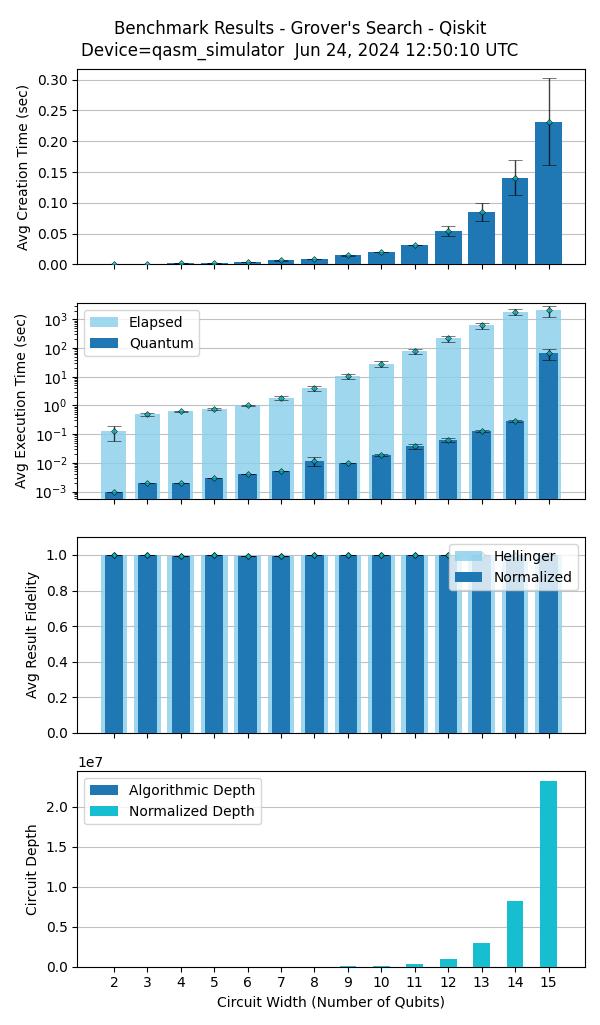 Benchmark Results - Grover's Search - Qiskit
Device=qasm_simulator  Jun 24, 2024 12:50:10 UTC
Avg Creation Time (sec)
0.30
0.25
0.20
0.15
0.10
0.05
0.00
Avg Execution Time (sec)
10³
10²
10¹
10⁰
10⁻¹
10⁻²
10⁻³
Elapsed
Quantum
Avg Result Fidelity
1.0
0.8
0.6
0.4
0.2
0.0
Hellinger
Normalized
1e7
Circuit Depth
2.0
1.5
1.0
0.5
0.0
Algorithmic Depth
Normalized Depth
2 3 4 5 6 7 8 9 10 11 12 13 14 15
Circuit Width (Number of Qubits)